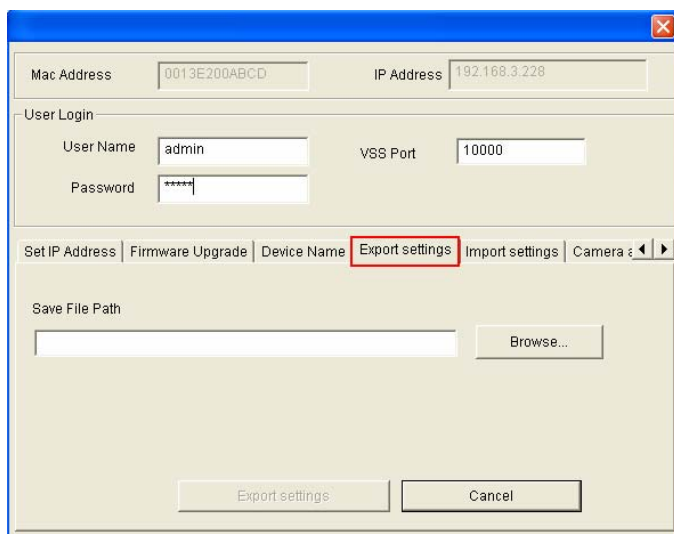 Mac Address 0013E200ABCD IP Address 192.168.3.228
User Login
User Name admin VSS Port 10000
Password *****
Set IP Address Firmware Upgrade Device Name Export settings Import settings Camera a
Save File Path
Browse...
Export settings Cancel